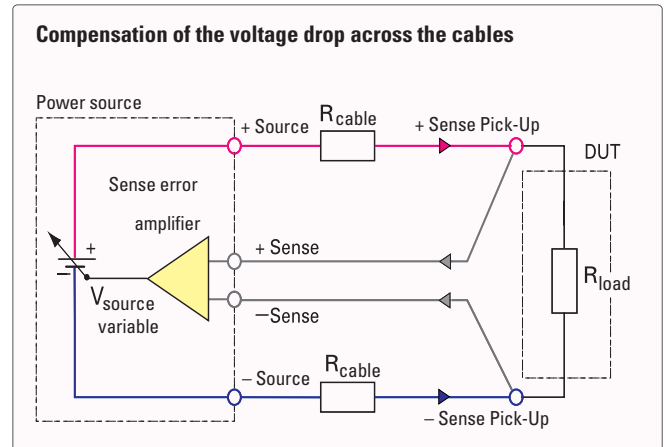 Compensation of the voltage drop across the cables
Power source
+ Source
Rcable
+ Sense Pick-Up
DUT
Sense error
amplifier
+ Sense
+
−
Vsource
variable
−Sense
Rload
− Source
Rcable
− Sense Pick-Up